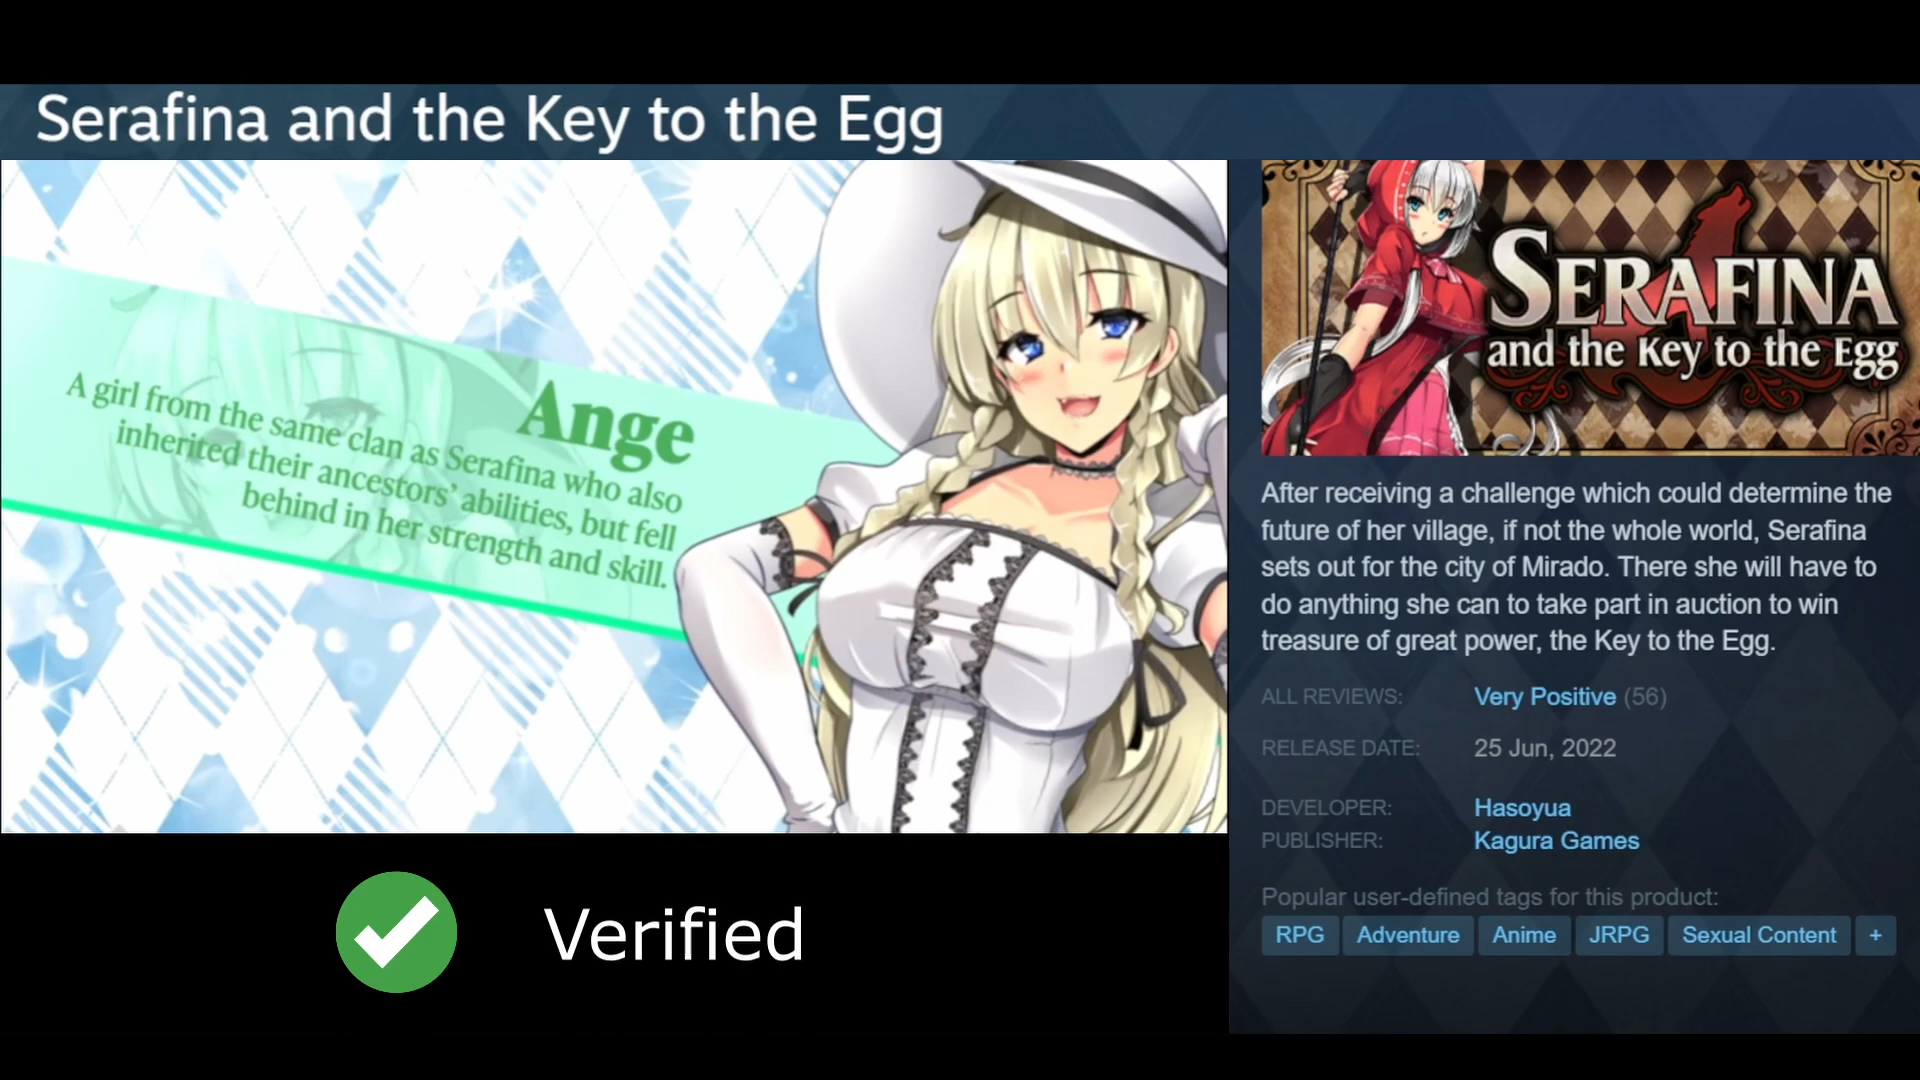 Serafina and the Key to the Egg
Ange
A girl from the same clan as Serafina who also
inherited their ancestors' abilities, but fell
behind in her strength and skill.
SERAFINA
and the Key to the Egg
After receiving a challenge which could determine the
future of her village, if not the whole world, Serafina
sets out for the city of Mirado. There she will have to
do anything she can to take part in auction to win
treasure of great power, the Key to the Egg.
ALL REVIEWS: Very Positive (56)
RELEASE DATE: 25 Jun, 2022
DEVELOPER: Hasoyua
PUBLISHER: Kagura Games
Popular user-defined tags for this product:
RPG Adventure Anime JRPG Sexual Content +
Verified